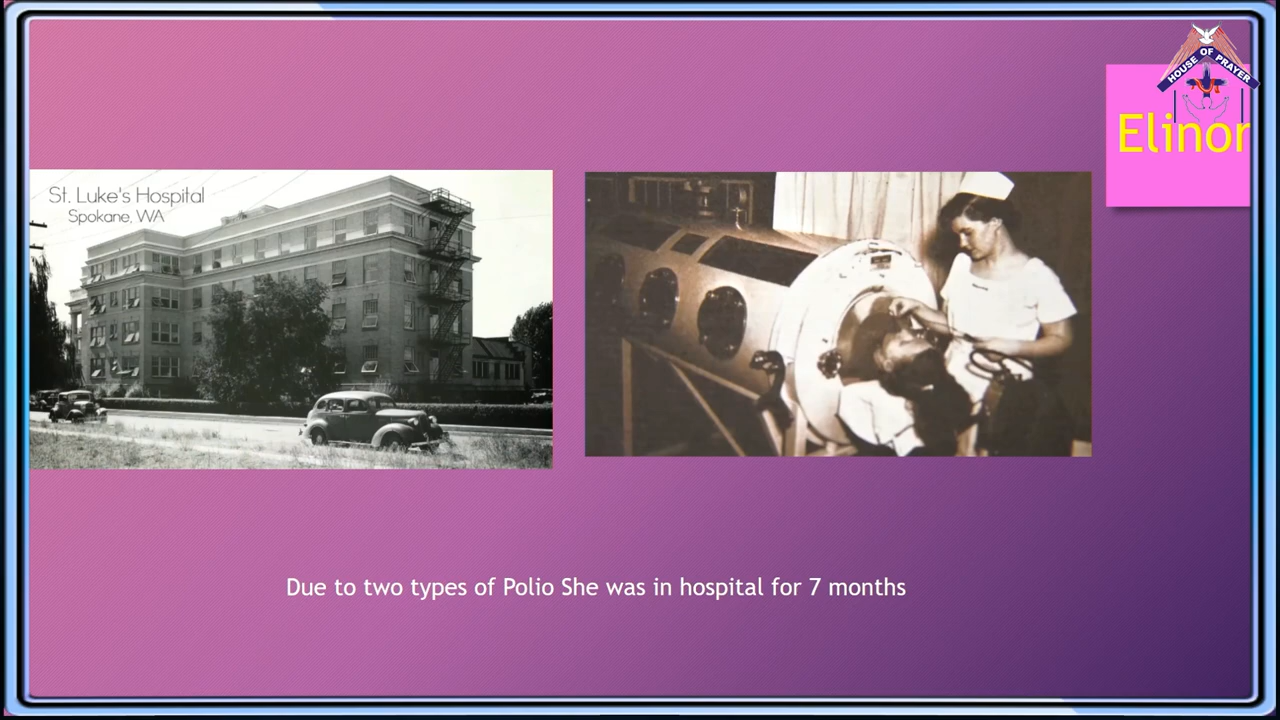 HOUSE OF PRAYER
Elinor
St. Luke's Hospital
Spokane, WA
Due to two types of Polio She was in hospital for 7 months